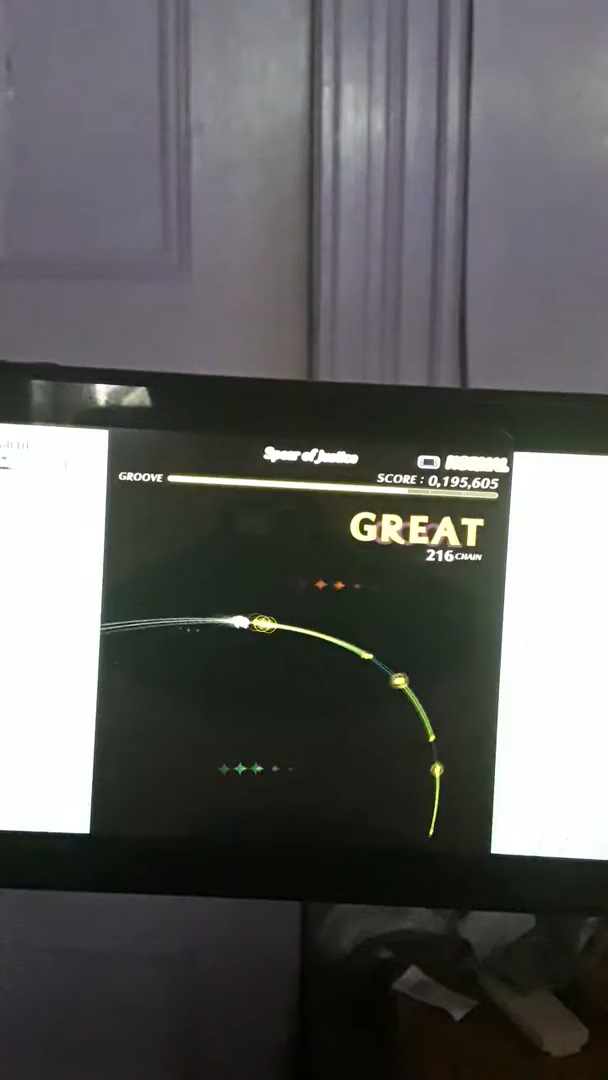 Spear of Justice
NORMAL
GROOVE
SCORE : 0,195,605
GREAT
216 CHAIN